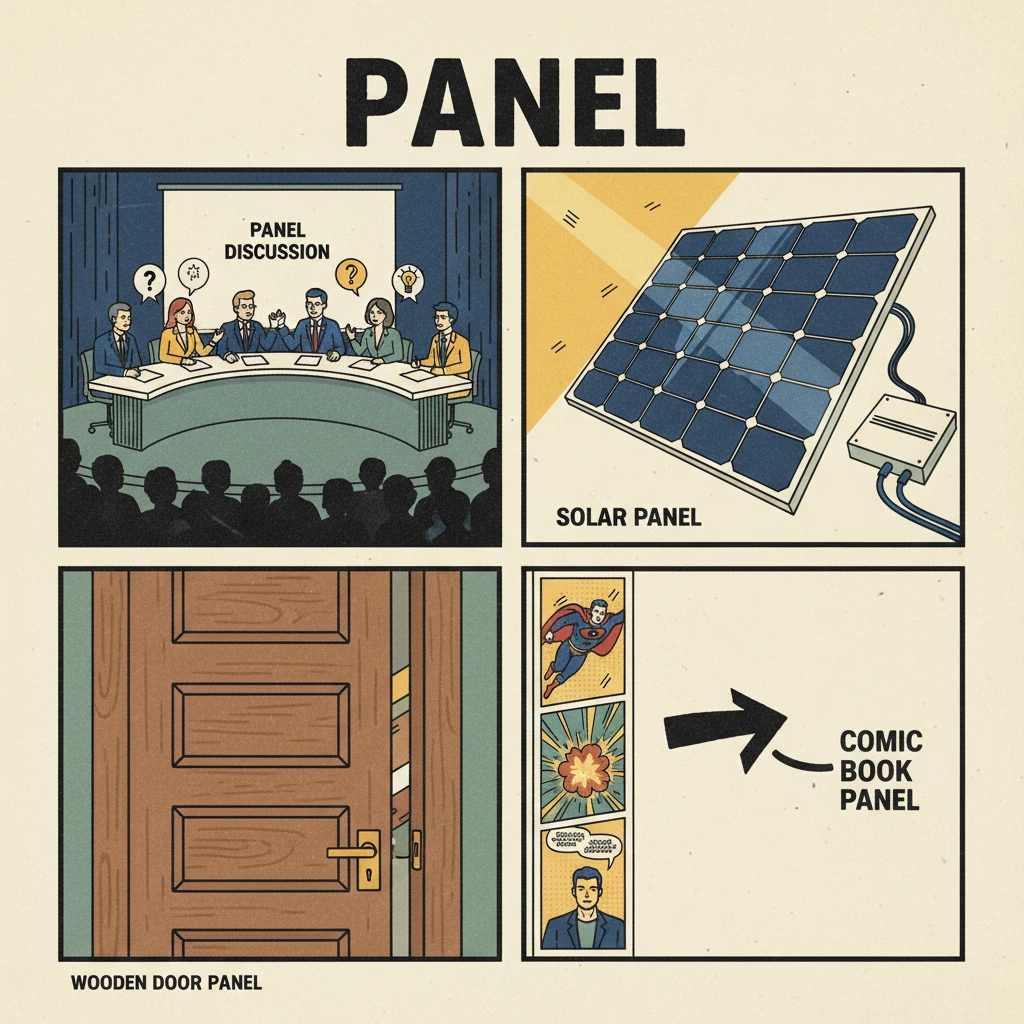 PANEL
PANEL
DISCUSSION
?
?
SOLAR PANEL
COMIC
BOOK
PANEL
WOODEN DOOR PANEL